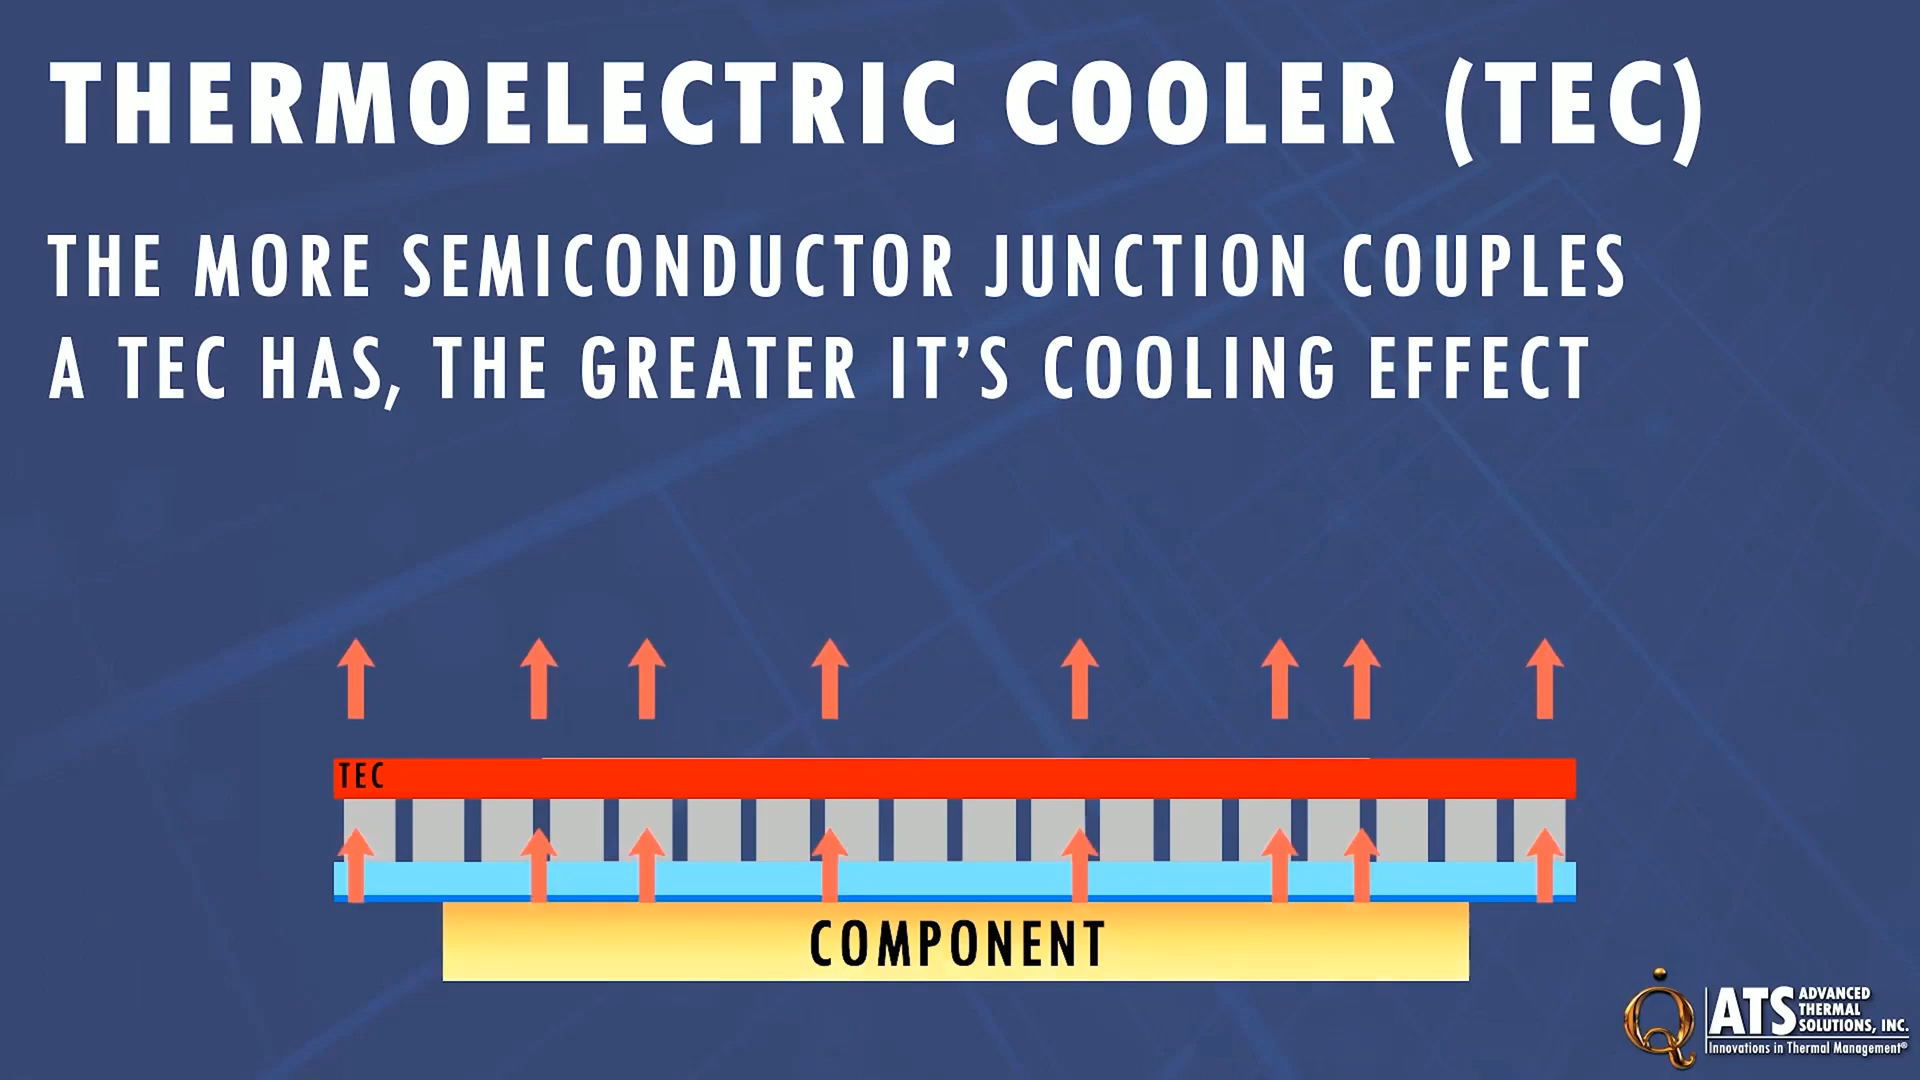 THERMOELECTRIC COOLER (TEC)
THE MORE SEMICONDUCTOR JUNCTION COUPLES
A TEC HAS, THE GREATER IT'S COOLING EFFECT
TEC
COMPONENT
ATS ADVANCED
THERMAL
SOLUTIONS, INC.
Innovations in Thermal Management®